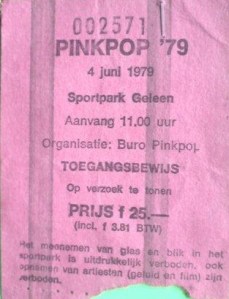 002571
PINKPOP '79
4 juni 1979
Sportpark Geleen
Aanvang 11.00 uur
Organisatie: Buro Pinkpop
TOEGANGSBEWIJS
Op verzoek te tonen
PRIJS f 25.—
(incl. f 3.81 BTW)
Het meenemen van glas en blik in het
sportpark is uitdrukkelijk verboden, ook
opnamen van artiesten (geluid en film) zijn
verboden.